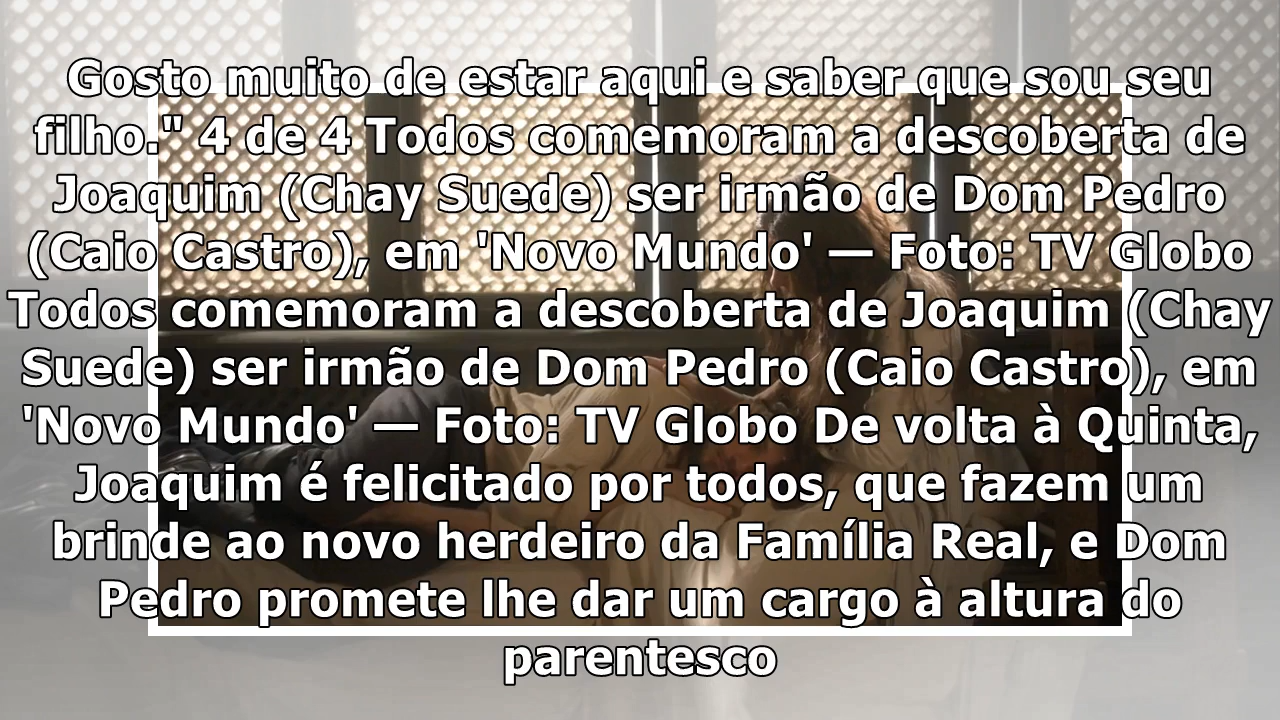 Gosto muito de estar aqui e saber que sou seu
filho." 4 de 4 Todos comemoram a descoberta de
Joaquim (Chay Suede) ser irmão de Dom Pedro
(Caio Castro), em 'Novo Mundo' — Foto: TV Globo
Todos comemoram a descoberta de Joaquim (Chay
Suede) ser irmão de Dom Pedro (Caio Castro), em
'Novo Mundo' — Foto: TV Globo De volta à Quinta,
Joaquim é felicitado por todos, que fazem um
brinde ao novo herdeiro da Família Real, e Dom
Pedro promete lhe dar um cargo à altura do
parentesco